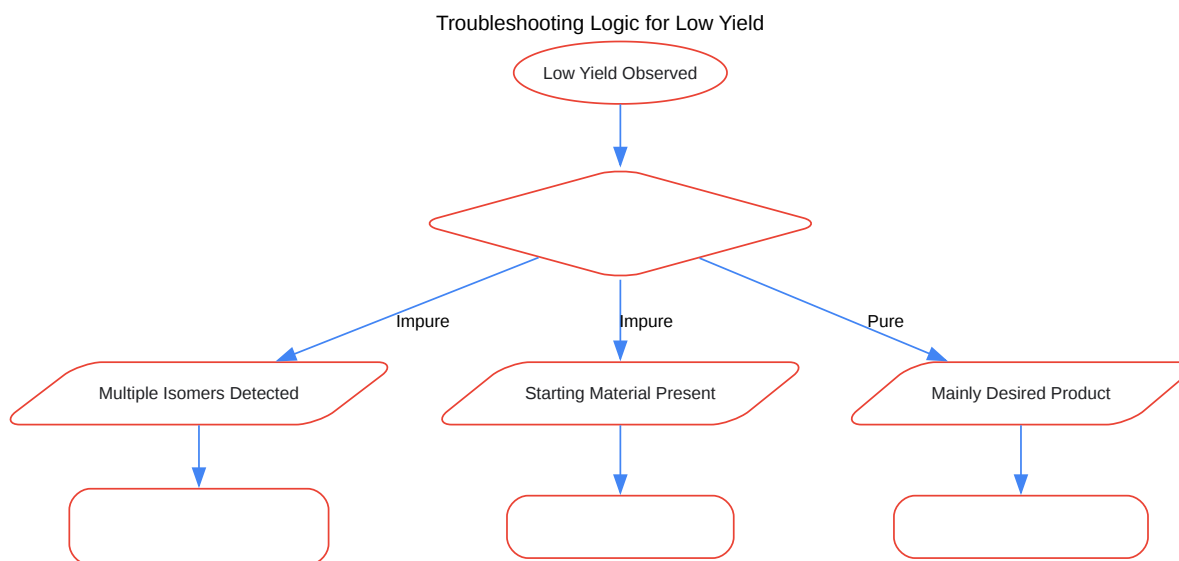 Troubleshooting Logic for Low Yield
Low Yield Observed
Impure
Impure
Pure
Multiple Isomers Detected
Starting Material Present
Mainly Desired Product